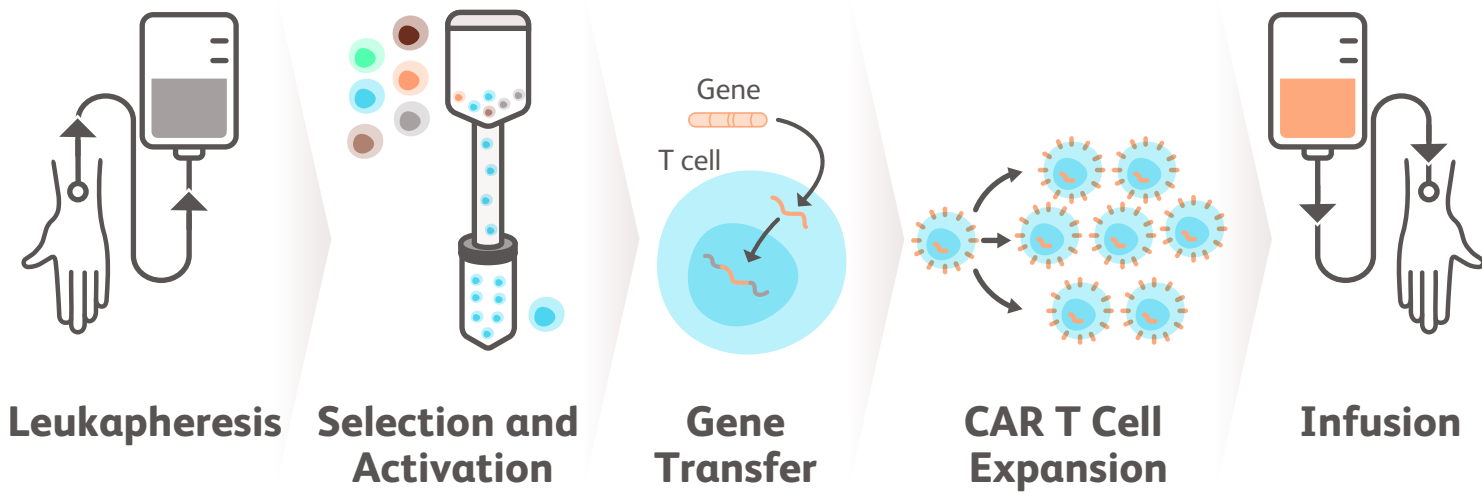 Gene
T cell
Leukapheresis
Selection and
Activation
Gene
Transfer
CAR T Cell
Expansion
Infusion